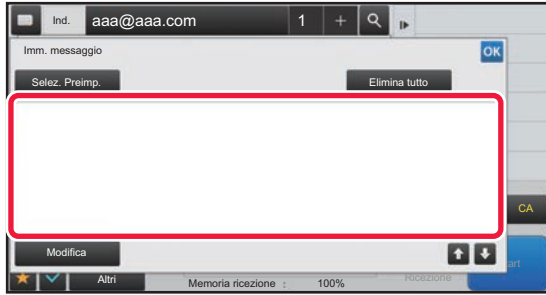 Ind. aaa@aaa.com 1 +
Imm. messaggio OK
Selez. Preimp. Elimina tutto
CA
Modifica
Altri Memoria ricezione : 100% Ricezione art